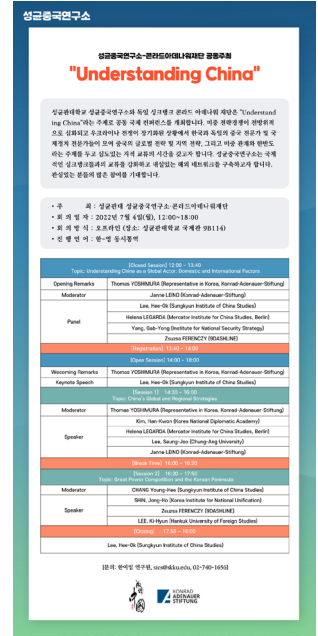 성균중국연구소
성균중국연구소-콘라드아데나워재단 공동주최
"Understanding China"
성균관대학교 성균중국연구소와 독일 싱크탱크 콘라드 아데나워 재단은 "Understand
ing China"라는 주제로 공동 국제 컨퍼런스를 개최합니다. 미중 전략경쟁이 전방위적
으로 심화되고 우크라이나 전쟁이 장기화된 상황에서 한국과 독일의 중국 전문가 및 국
제정치 전문가들이 모여 중국의 글로벌 전략 및 지역 전략, 그리고 미중 관계와 한반도
라는 주제를 두고 심도있는 지적 교류의 시간을 갖고자 합니다. 성균중국연구소는 국제
적인 싱크탱크들과의 교류를 강화하고 내실있는 해외 네트워크를 구축하고자 합니다.
관심있는 분들의 많은 참여를 기대합니다.
• 주 최 : 성균관대 성균중국연구소·콘라드아데나워재단
• 회 의 일 자 : 2022년 7월 4일(월), 12:00~18:00
• 회 의 방 식 : 오프라인 (장소: 성균관대학교 국제관 9B114)
• 진 행 언 어 : 한-영 동시통역
[Closed Session] 12:00 - 13:40
Topic: Understanding China as a Global Actor: Domestic and International Factors
Opening Remarks Thomas YOSHIMURA (Representative in Korea, Konrad-Adenauer-Stiftung)
Moderator Janne LEINO (Konrad-Adenauer-Stiftung)
Panel Lee, Hee-Ok (Sungkyun Institute of China Studies)
Helena LEGARDA (Mercator Institute for China Studies, Berlin)
Yang, Gab-Yong (Institute for National Security Strategy)
Zsuzsa FERENCZY (9DASHLINE)
[Registration] 13:40 - 14:00
[Open Session] 14:00 - 18:00
Wecoming Remarks Thomas YOSHIMURA (Representative in Korea, Konrad-Adenauer-Stiftung)
Keynote Speech Lee, Hee-Ok (Sungkyun Institute of China Studies)
[Session 1] 14:30 - 16:00
Topic: China's Global and Regional Strategies
Moderator Thomas YOSHIMURA (Representative in Korea, Konrad-Adenauer-Stiftung)
Speaker Kim, Han-Kwon (Korea National Diplomatic Academy)
Helena LEGARDA (Mercator Institute for China Studies, Berlin)
Lee, Seung-Joo (Chung-Ang University)
Janne LEINO (Konrad-Adenauer-Stiftung)
[Break Time] 16:00 - 16:20
[Session 2] 16:20 - 17:50
Topic: Great Power Competition and the Korean Peninsula
Moderator CHANG Young-Hee (Sungkyun Institute of China Studies)
Speaker SHIN, Jong-Ho (Korea Institute for National Unification)
Zsuzsa FERENCZY (9DASHLINE)
LEE, Ki-Hyun (Hankuk University of Foreign Studies)
[Closing] 17:50 - 18:00
Lee, Hee-Ok (Sungkyun Institute of China Studies)
[문의: 한이임 연구원, sics@skku.edu, 02-740-1656]
KONRAD
ADENAUER
STIFTUNG